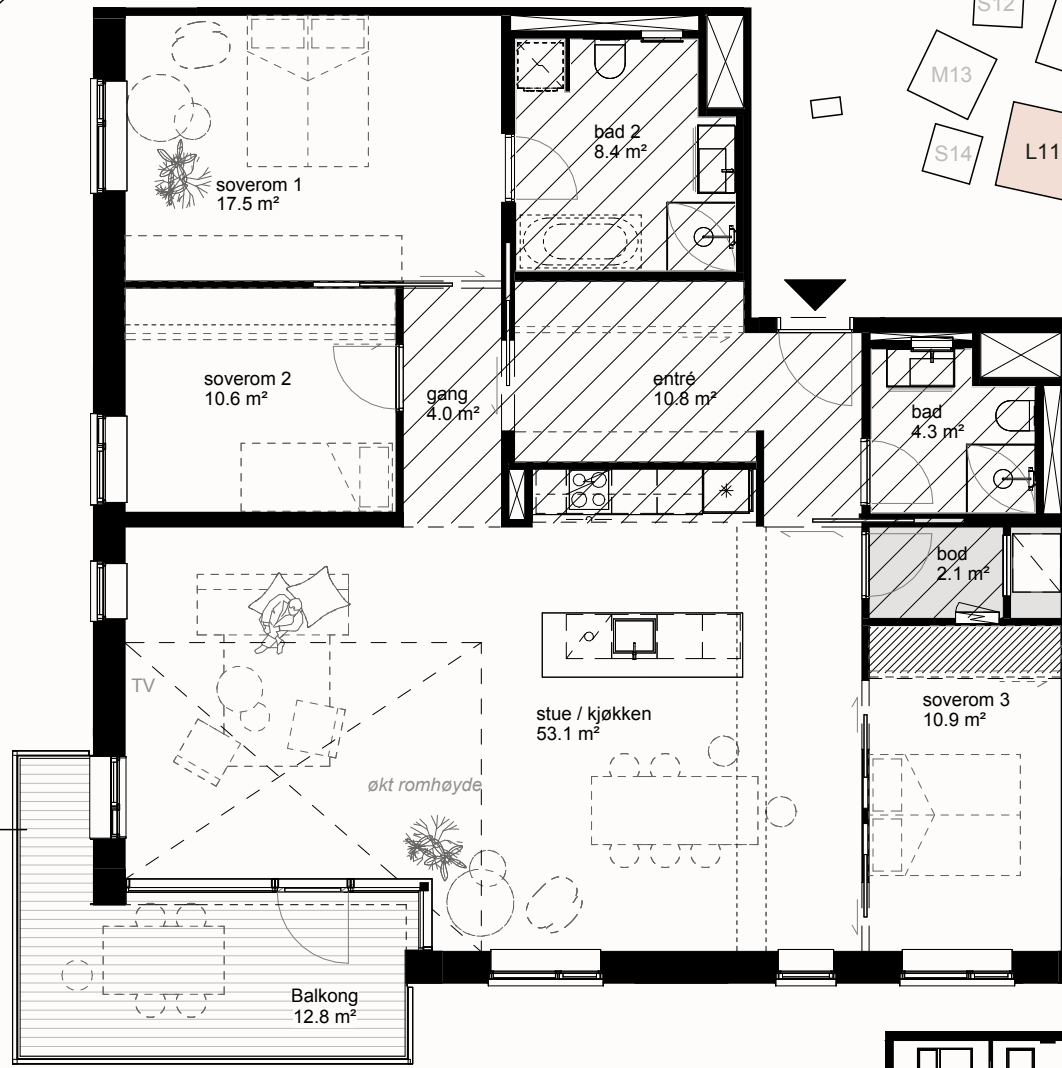 S12
M13
S14
L11
bad 2
8.4 m²
soverom 1
17.5 m²
soverom 2
10.6 m²
gang
4.0 m²
entré
10.8 m²
bad
4.3 m²
bod
2.1 m²
TV
stue / kjøkken
53.1 m²
soverom 3
10.9 m²
økt romhøyde
Balkong
12.8 m²